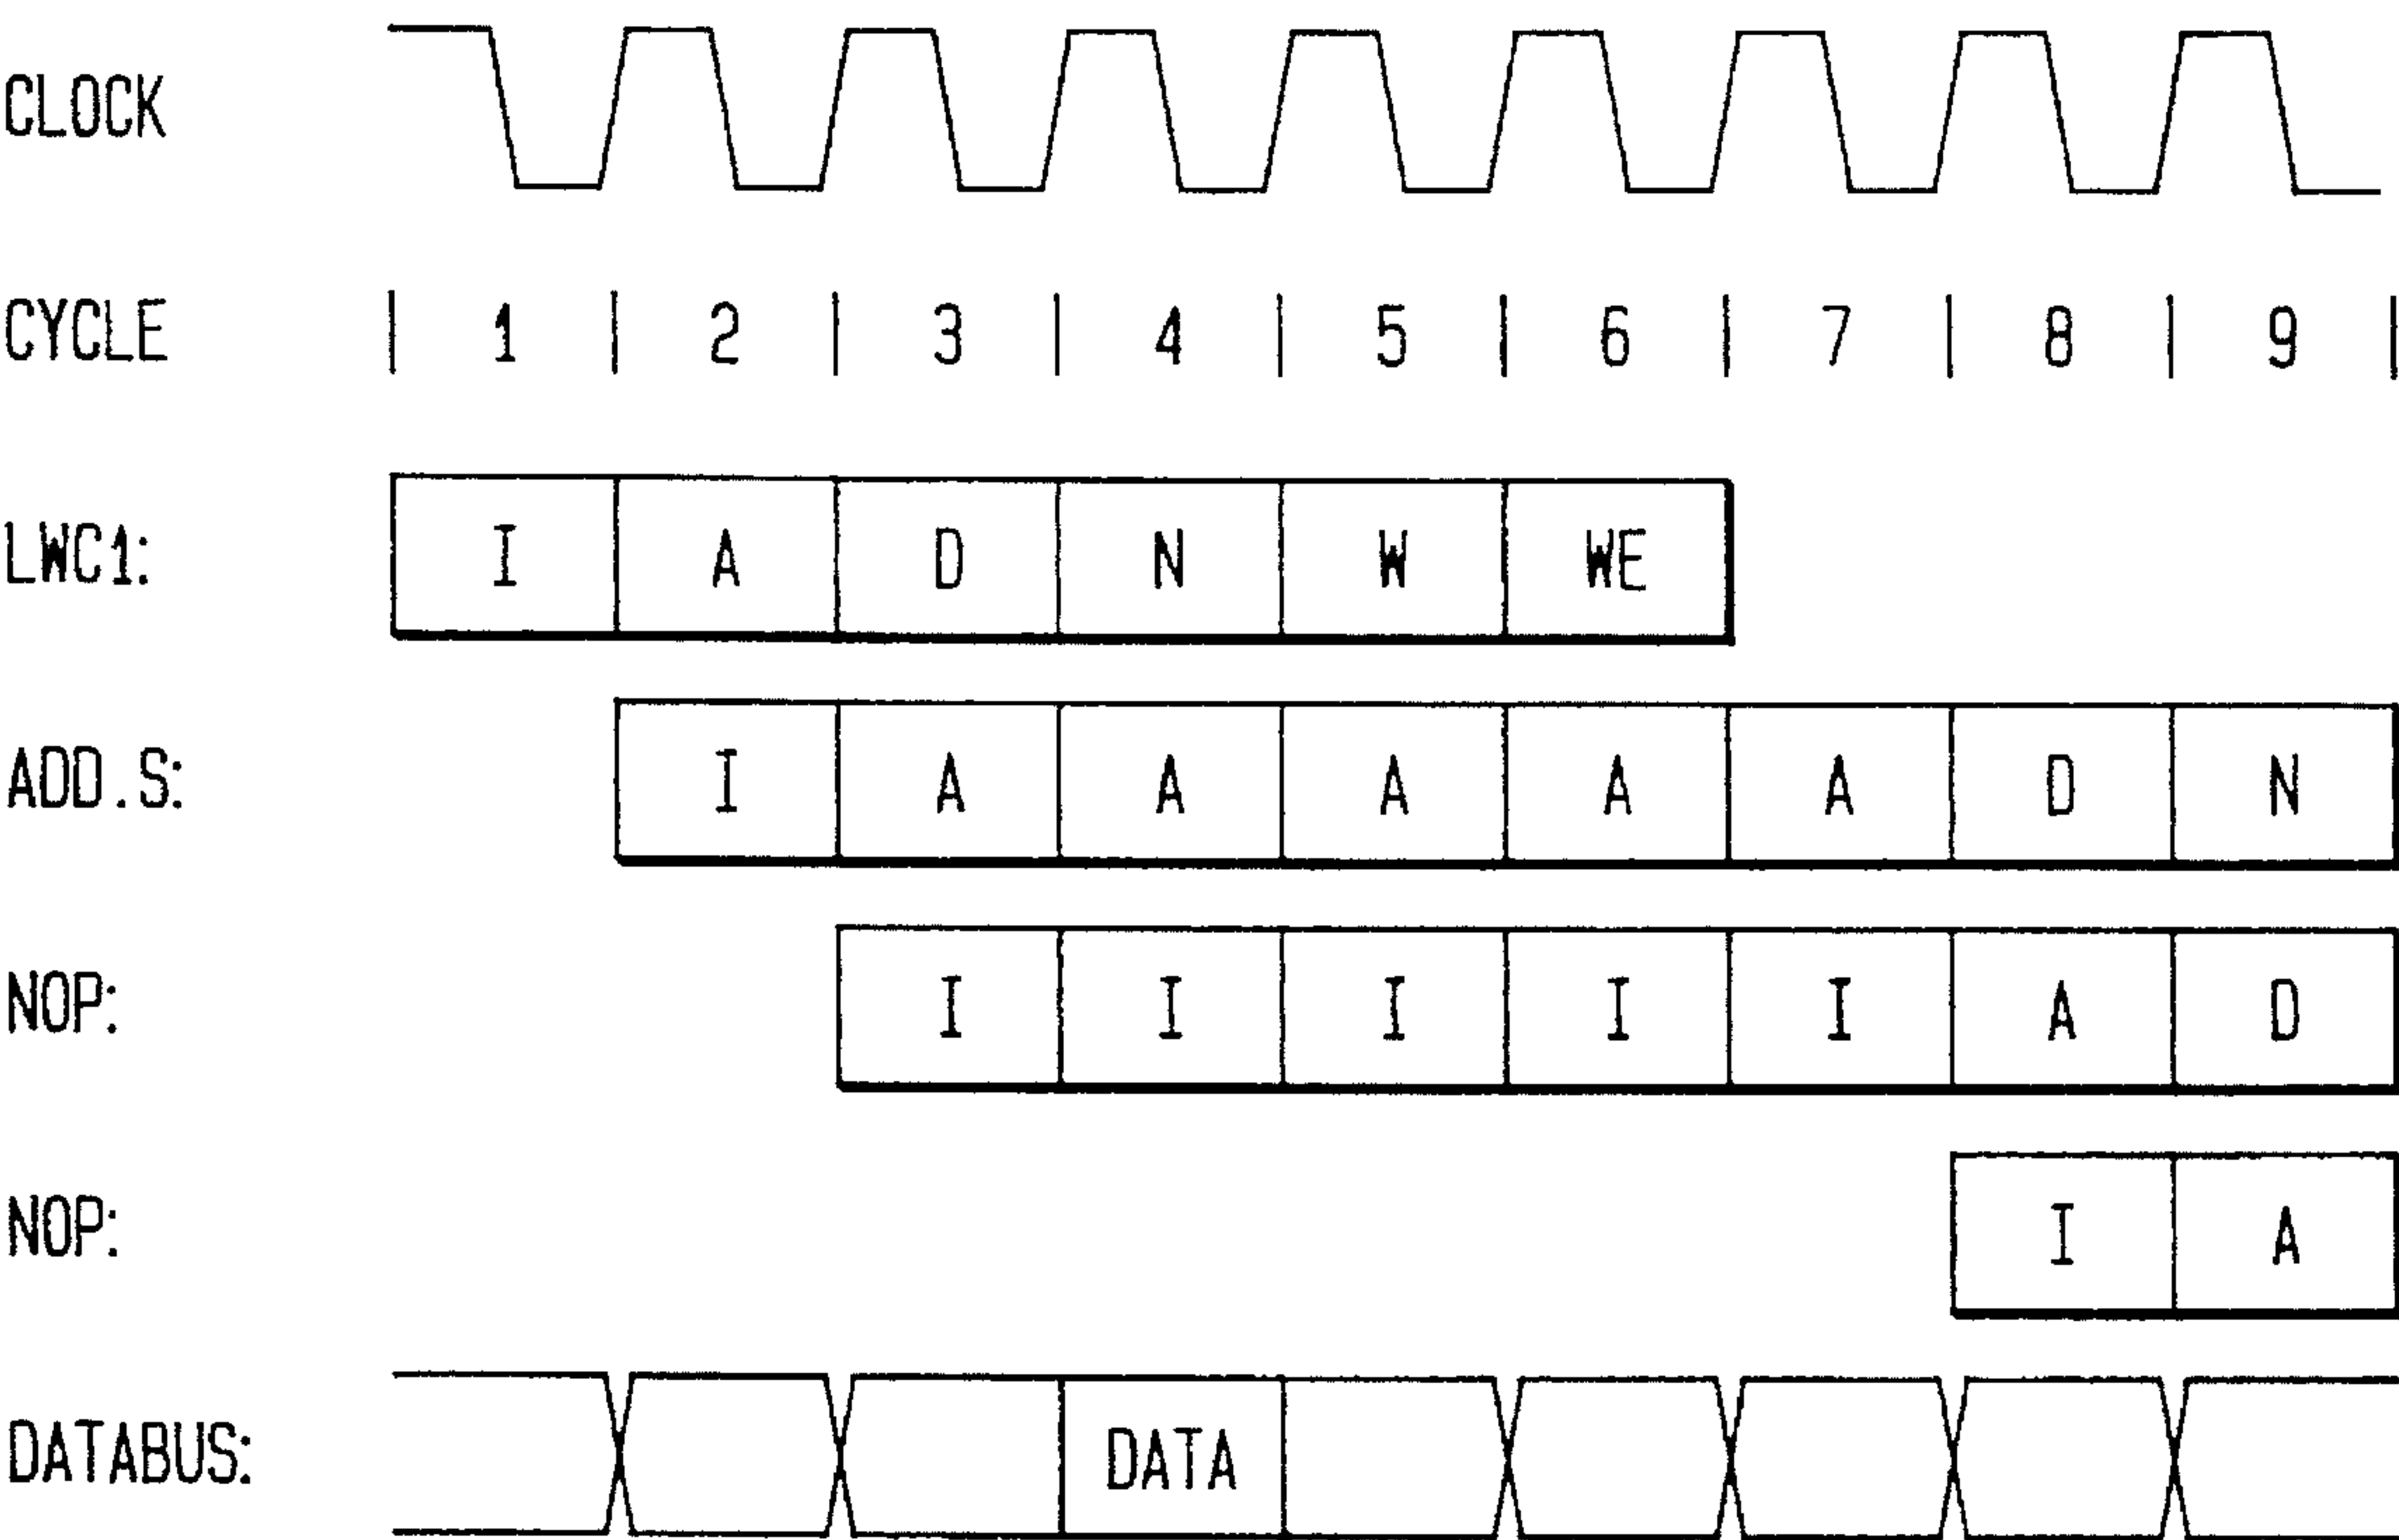 CLOCK
CYCLE | 1 | 2 | 3 | 4 | 5 | 6 | 7 | 8 | 9 |
LWC1: I A D N W WE
ADD.S: I A A A A A D N
NOP: I I I I I A D
NOP: I A
DATABUS: DATA